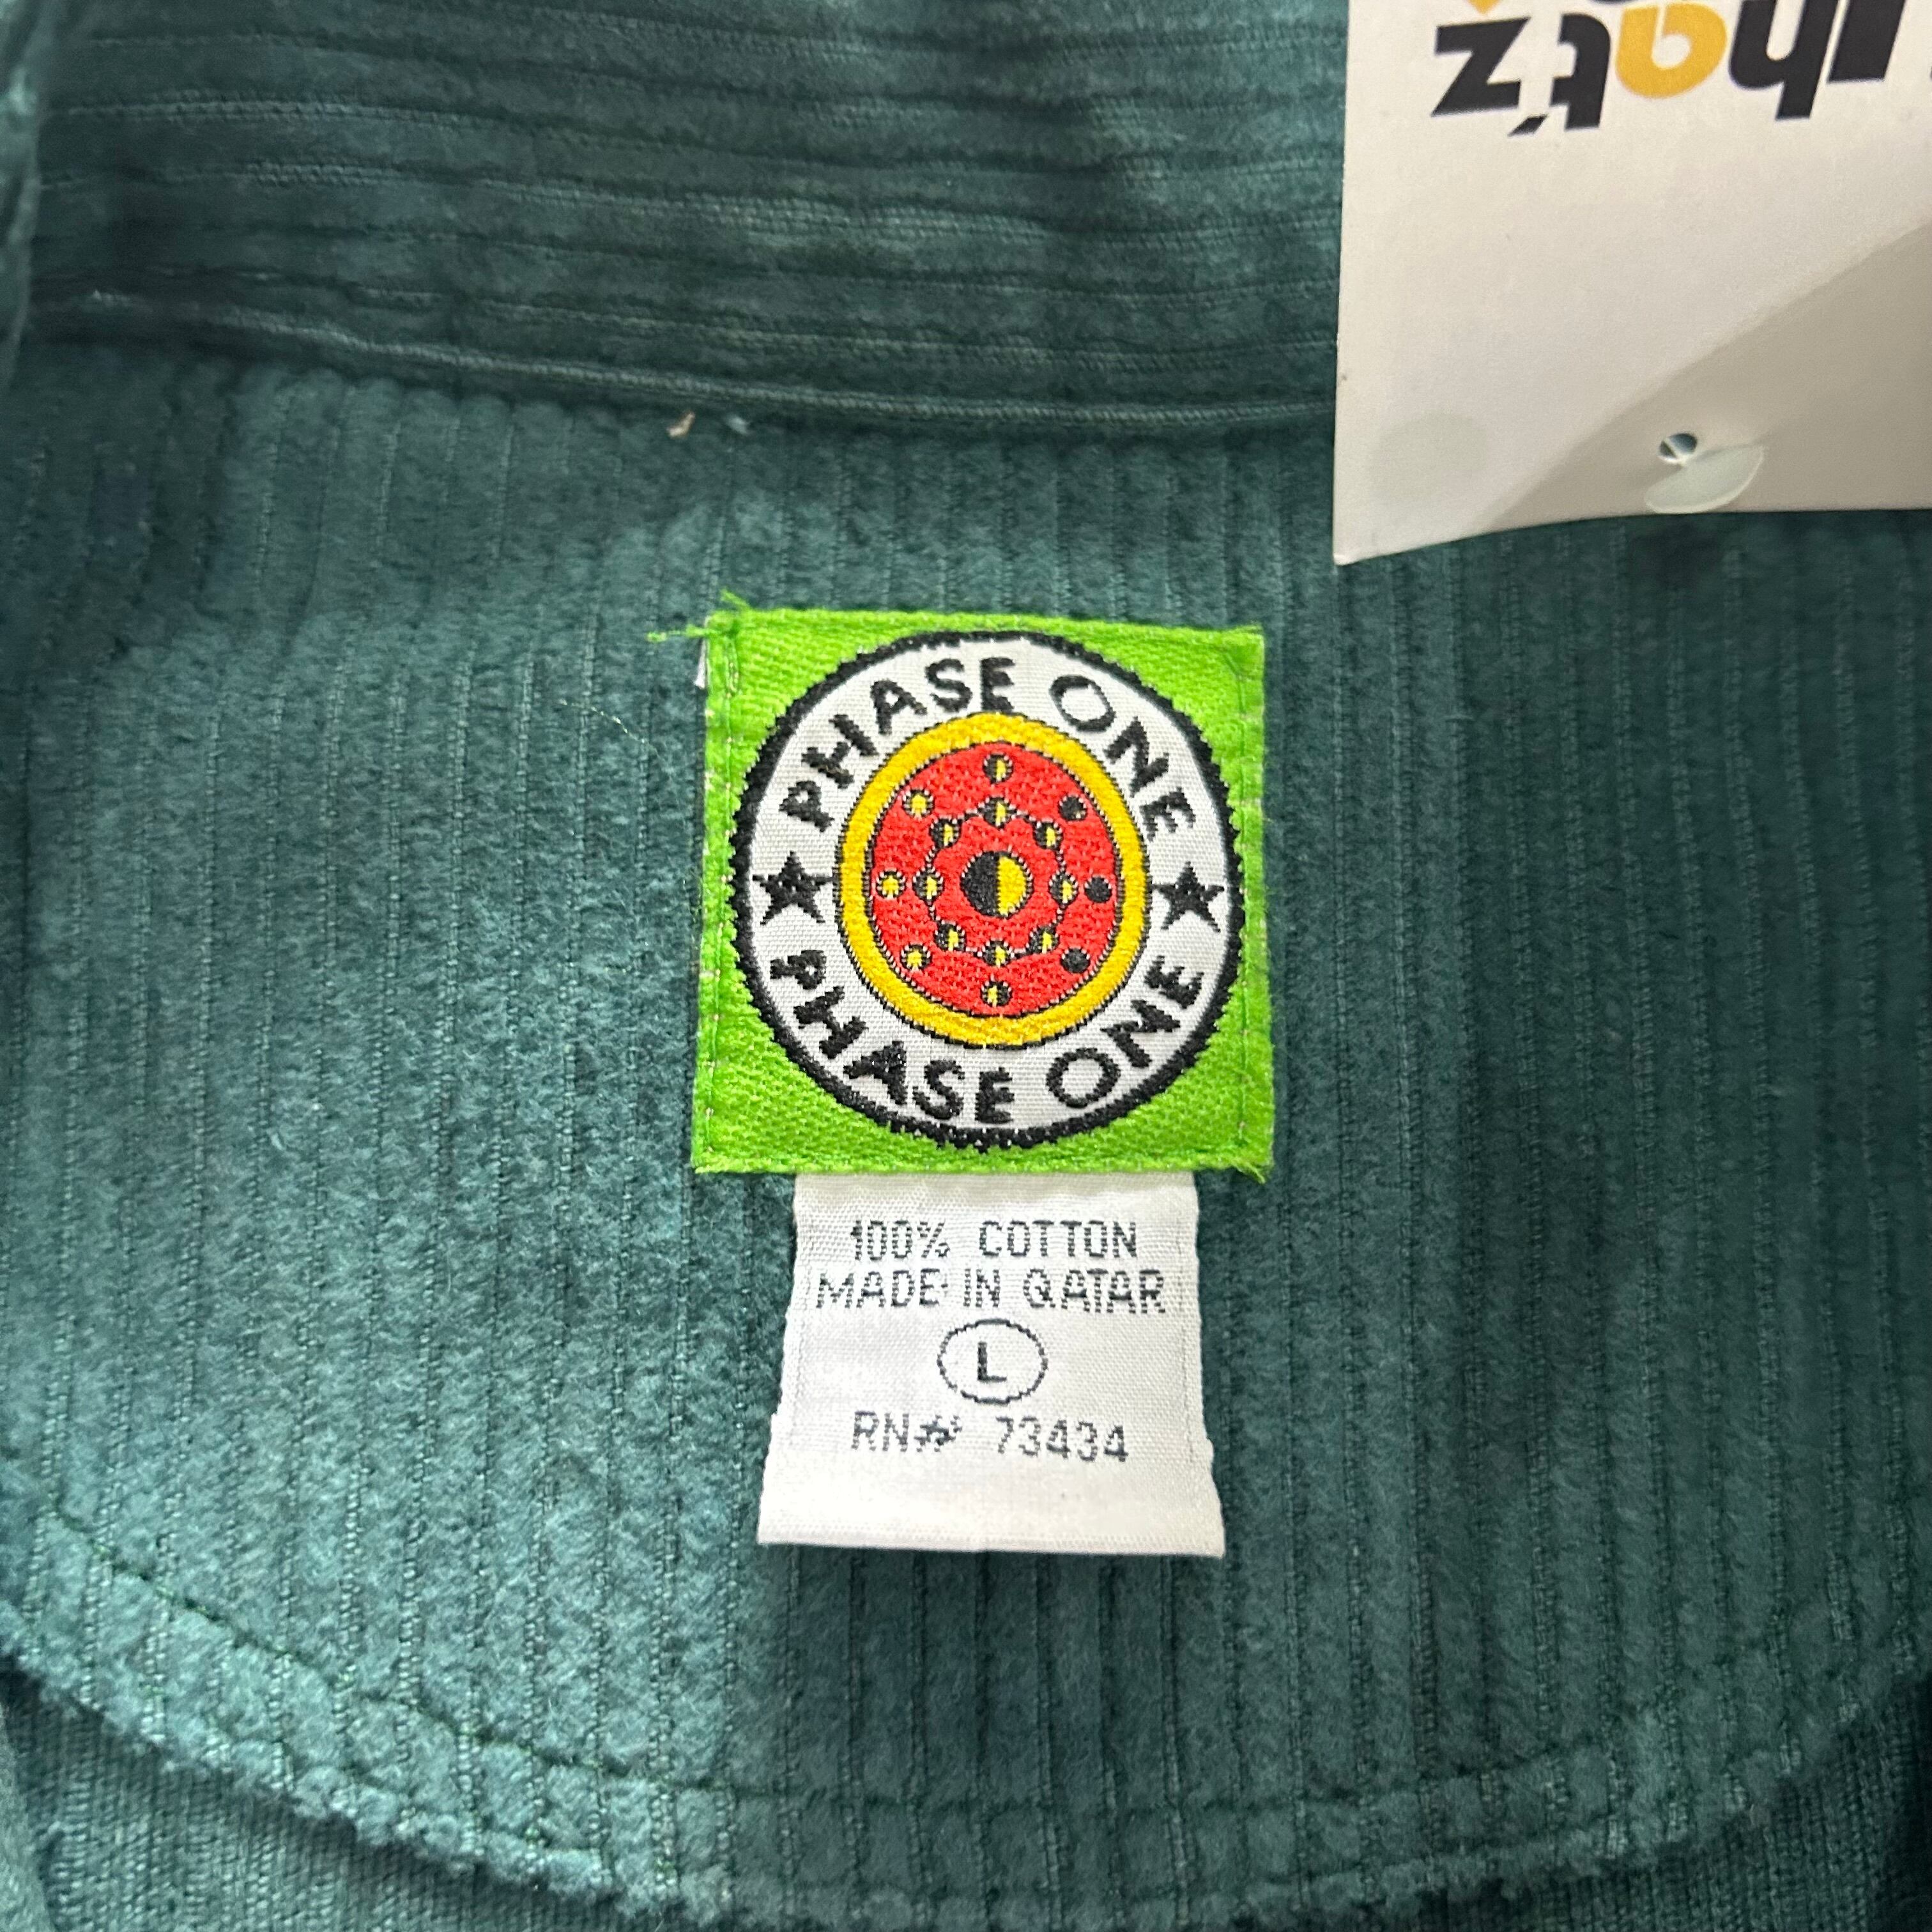 PHASE ONE
PHASE ONE
100% COTTON
MADE IN QATAR
L
RN# 73434